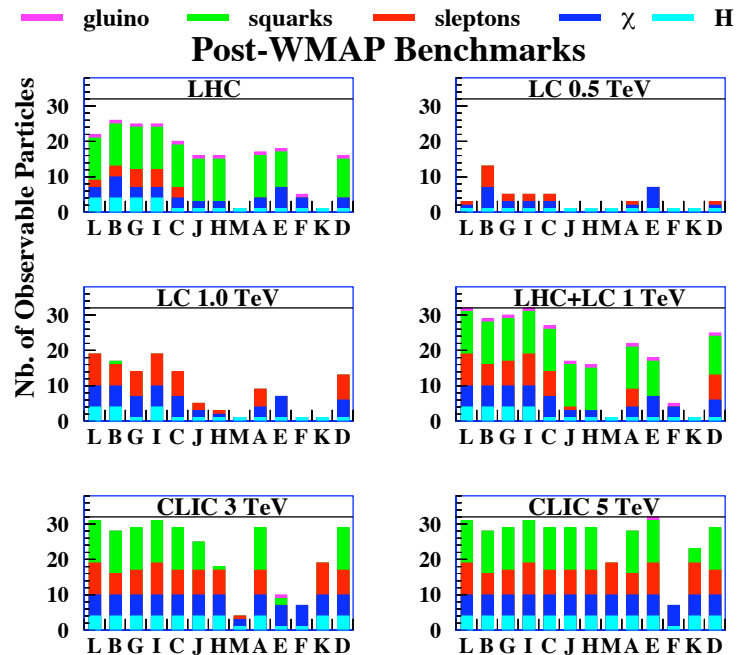 gluino squarks sleptons χ H
Post-WMAP Benchmarks
Nb. of Observable Particles
LHC
30
20
10
0
L B G I C J H M A E F K D
LC 0.5 TeV
30
20
10
0
L B G I C J H M A E F K D
LC 1.0 TeV
30
20
10
0
L B G I C J H M A E F K D
LHC+LC 1 TeV
30
20
10
0
L B G I C J H M A E F K D
CLIC 3 TeV
30
20
10
0
L B G I C J H M A E F K D
CLIC 5 TeV
30
20
10
0
L B G I C J H M A E F K D